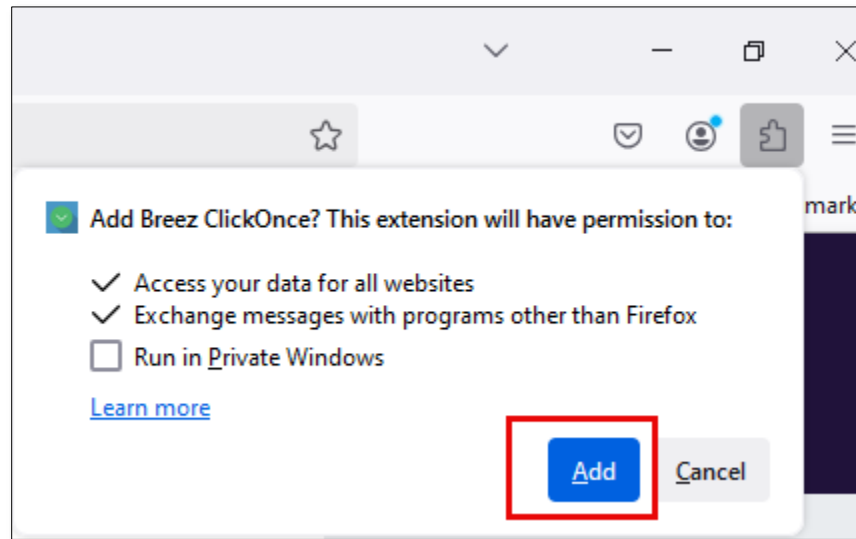 mark
Add Breez ClickOnce? This extension will have permission to:
Access your data for all websites
Exchange messages with programs other than Firefox
Run in Private Windows
Learn more
Add
Cancel